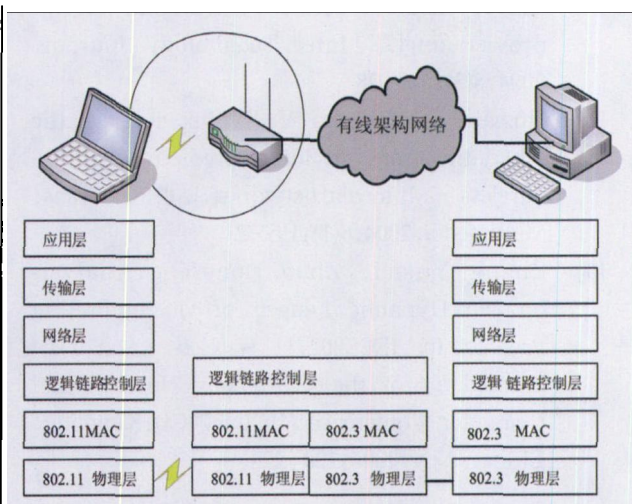 有线架构网络
应用层 应用层
传输层 传输层
网络层 网络层
逻辑链路控制层 逻辑链路控制层 逻辑 链路控制层
802.11MAC 802.11MAC 802.3 MAC 802.3 MAC
802.11 物理层 802.11 物理层 802.3 物理层 802.3 物理层